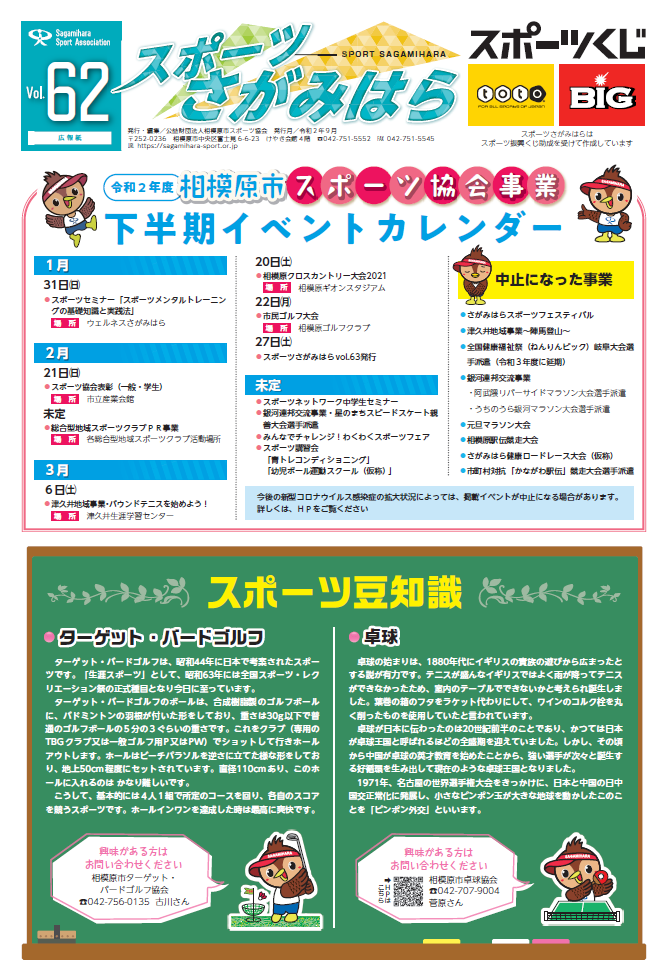 Sagamihara
Sport Association
Vol.62
広報紙
スポーツ
さがみはら
SPORT SAGAMIHARA
発行・編集／公益財団法人相模原市スポーツ協会　発行月／令和２年９月
〒252-0236　相模原市中央区富士見 6-6-23　けやき会館４階　☎042-751-5552　FAX 042-751-5545
https://sagamihara-sport.or.jp
スポーツくじ
toto
FOR ALL SPORTS OF JAPAN
BIG
スポーツさがみはらは
スポーツ振興くじ助成を受けて作成しています
令和２年度 相模原市スポーツ協会事業
下半期イベントカレンダー
１月
31日㈰
●スポーツセミナー「スポーツメンタルトレーニン
グの基礎知識と実践法」
場　所　ウェルネスさがみはら
２月
21日㈰
●スポーツ協会表彰（一般・学生）
場　所　市立産業会館
未定
●総合型地域スポーツクラブＰＲ事業
場　所　各総合型地域スポーツクラブ活動場所
３月
６日㈯
●津久井地域事業・パウンドテニスを始めよう！
場　所　津久井生涯学習センター
20日㈯
●相模原クロスカントリー大会2021
場　所　相模原ギオンスタジアム
22日㈪
●市民ゴルフ大会
場　所　相模原ゴルフクラブ
27日㈯
●スポーツさがみはらvol.63発行
未定
●スポーツネットワーク中学生セミナー
●銀河連邦交流事業・星のまちスピードスケート親
善大会選手派遣
●みんなでチャレンジ！わくわくスポーツフェア
●スポーツ講習会
「青トレコンディショニング」
「幼児ボール運動スクール（仮称）」
中止になった事業
●さがみはらスポーツフェスティバル
●津久井地域事業～陣馬登山～
●全国健康福祉祭（ねんりんピック）岐阜大会選
手派遣（令和３年度に延期）
●銀河連邦交流事業
・阿武隈リバーサイドマラソン大会選手派遣
・うちのうら銀河マラソン大会選手派遣
●元旦マラソン大会
●相模原駅伝競走大会
●さがみはら健康ロードレース大会（仮称）
●市町村対抗「かながわ駅伝」競走大会選手派遣
今後の新型コロナウイルス感染症の拡大状況によっては、掲載イベントが中止になる場合があります。
詳しくは、ＨＰをご覧ください
スポーツ豆知識
●ターゲット・バードゴルフ
ターゲット・バードゴルフは、昭和44年に日本で考案されたスポー
ツです。「生涯スポーツ」として、昭和63年には全国スポーツ・レク
リエーション祭の正式種目となり今日に至っています。
ターゲット・バードゴルフのボールは、合成樹脂製のゴルフボール
に、バドミントンの羽根が付いた形をしており、重さは30g以下で普
通のゴルフボールの５分の３ぐらいの重さです。これをクラブ（専用の
TBGクラブ又は一般ゴルフ用P又はPW）でショットして行きホール
アウトします。ホールはビーチパラソルを逆さに立てた様な形をしてお
り、地上50cm程度にセットされています。直径110cmあり、このホ
ールに入れるのは かなり難しいです。
こうして、基本的には４人１組で所定のコースを回り、各自のスコア
を競うスポーツです。ホールインワンを達成した時は最高に爽快です。
興味がある方は
お問い合わせください
相模原市ターゲット・
バードゴルフ協会
☎042-756-0135　古川さん
●卓球
卓球の始まりは、1880年代にイギリスの貴族の遊びから広まったと
する説が有力です。テニスが盛んなイギリスではよく雨が降ってテニス
ができなかったため、室内のテーブルでできないかと考えられ誕生しま
した。葉巻の箱のフタをラケット代わりにして、ワインのコルク栓を丸
く削ったものを使用していたと言われています。
卓球が日本に伝わったのは20世紀前半のことであり、かつては日本
が卓球王国と呼ばれるほどの全盛期を迎えていました。しかし、その頃
から中国が卓球の英才教育を始めたことから、強い選手が次々と誕生す
る好循環を生み出して現在のような卓球王国となりました。
1971年、名古屋の世界選手権大会をきっかけに、日本と中国の日中
国交正常化に発展し、小さなピンポン玉が大きな地球を動かしたこのこ
とを「ピンポン外交」といいます。
興味がある方は
お問い合わせください
➡HPはこちら
相模原市卓球協会
☎042-707-9004
菅原さん
SAGAMIHARA
SAGAMIHARA